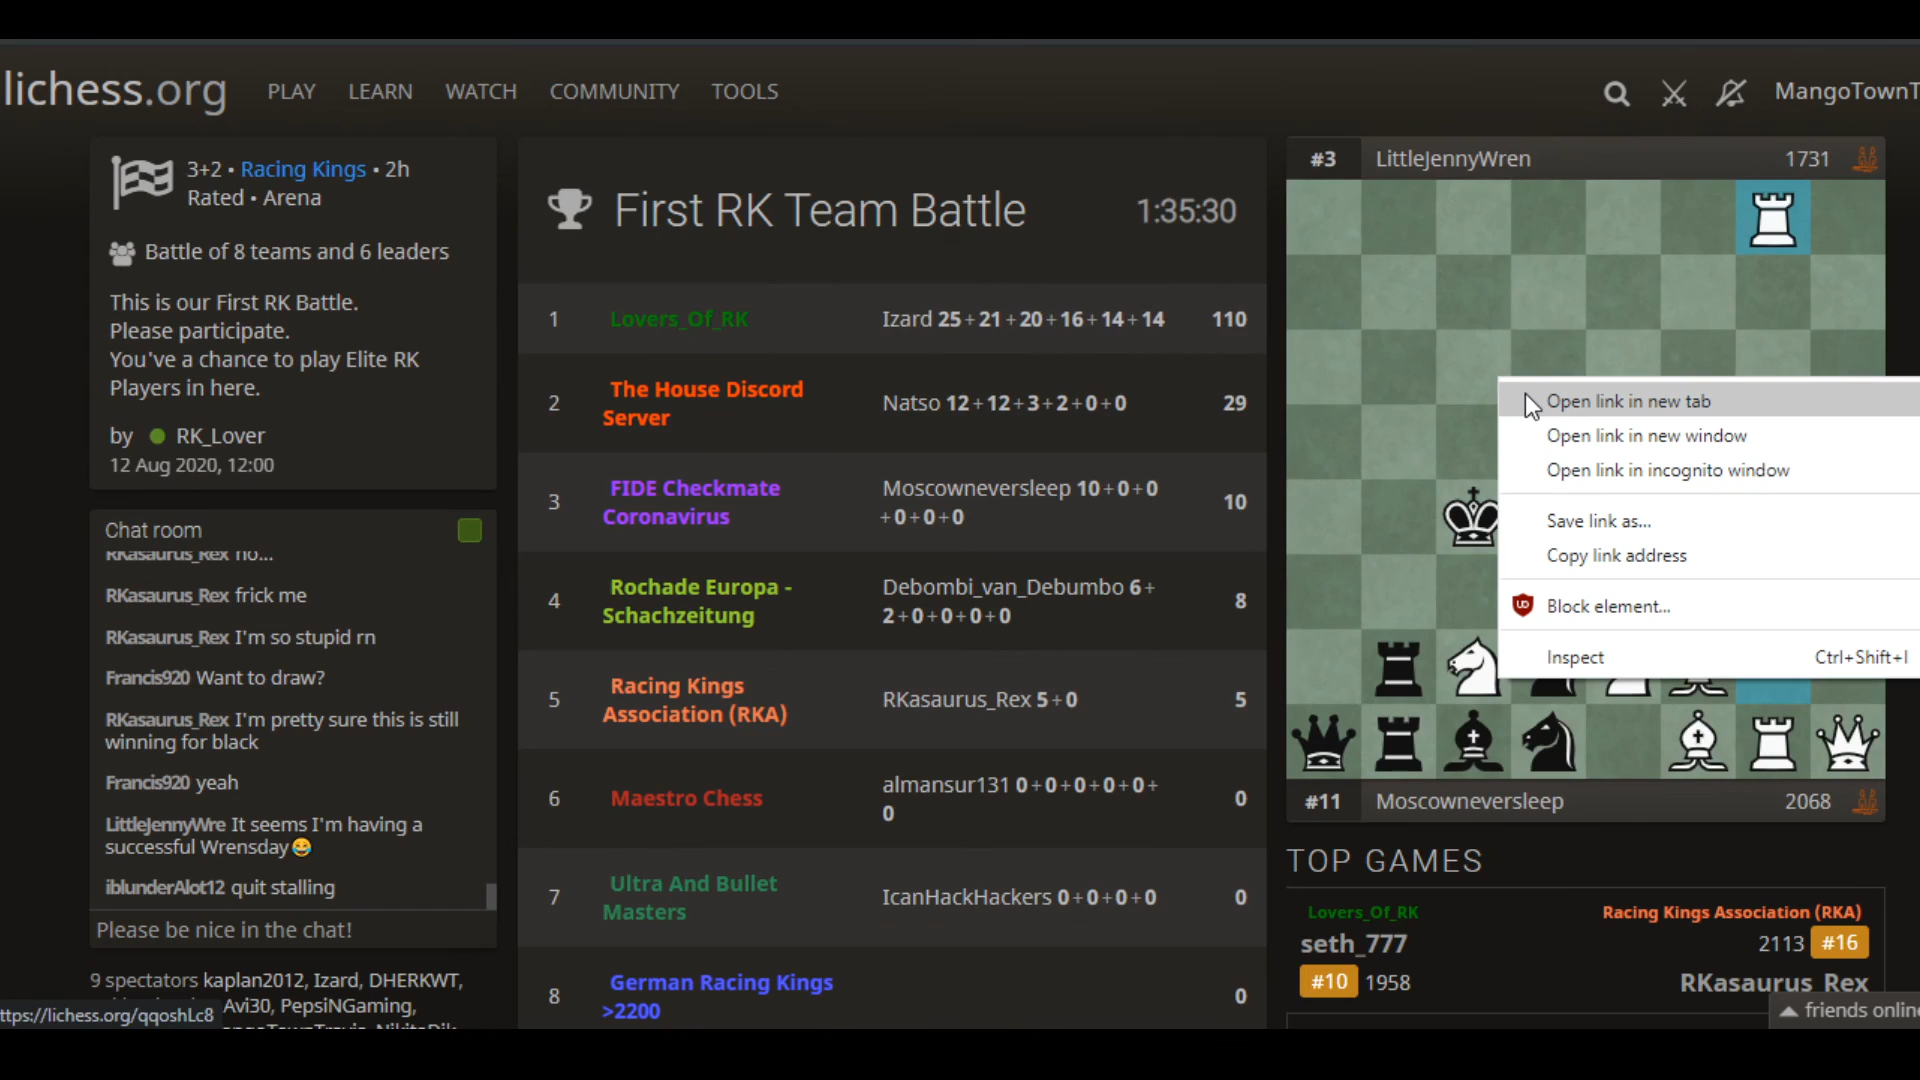 lichess.org PLAY LEARN WATCH COMMUNITY TOOLS MangoTownT
3+2 • Racing Kings • 2h
Rated • Arena
Battle of 8 teams and 6 leaders
This is our First RK Battle.
Please participate.
You've a chance to play Elite RK
Players in here.
by RK_Lover
12 Aug 2020, 12:00
Chat room
RKasaurus_Rex no...
RKasaurus_Rex frick me
RKasaurus_Rex I'm so stupid rn
Francis920 Want to draw?
RKasaurus_Rex I'm pretty sure this is still
winning for black
Francis920 yeah
LittleJennyWre It seems I'm having a
successful Wrensday😂
iblunderAlot12 quit stalling
Please be nice in the chat!
9 spectators kaplan2012, Izard, DHERKWT,
Avi30, PepsiNGaming,
ttps://lichess.org/qqoshLc8
First RK Team Battle 1:35:30
1 Lovers_Of_RK Izard 25+21+20+16+14+14 110
2 The House Discord
Server Natso 12+12+3+2+0+0 29
3 FIDE Checkmate
Coronavirus Moscowneversleep 10+0+0
+0+0+0 10
4 Rochade Europa -
Schachzeitung Debombi_van_Debumbo 6+
2+0+0+0+0 8
5 Racing Kings
Association (RKA) RKasaurus_Rex 5+0 5
6 Maestro Chess almansur131 0+0+0+0+0+
0 0
7 Ultra And Bullet
Masters IcanHackHackers 0+0+0+0 0
8 German Racing Kings
>2200 0
#3 LittleJennyWren 1731
Open link in new tab
Open link in new window
Open link in incognito window
Save link as...
Copy link address
Block element...
Inspect Ctrl+Shift+I
#11 Moscowneversleep 2068
TOP GAMES
Lovers_Of_RK Racing Kings Association (RKA)
seth_777 2113 #16
#10 1958 RKasaurus_Rex
friends online